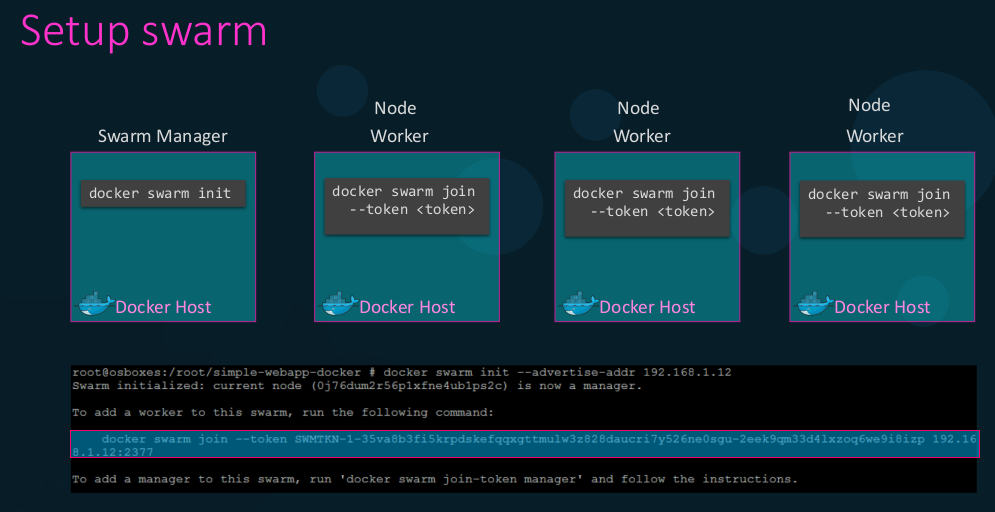 Setup swarm
Swarm Manager
docker swarm init
Docker Host
Node
Worker
docker swarm join
--token <token>
Docker Host
Node
Worker
docker swarm join
--token <token>
Docker Host
Node
Worker
docker swarm join
--token <token>
Docker Host
root@osboxes:/root/simple-webapp-docker # docker swarm init --advertise-addr 192.168.1.12
Swarm initialized: current node (0j76dum2r56p1xfne4ub1ps2c) is now a manager.
To add a worker to this swarm, run the following command:
docker swarm join --token SWMTKN-1-35va8b3fi5krpdskefqqxgttmulw3z828daucri7y526ne0sgu-2eek9qm33d4lxzoq6we9i8izp 192.16
8.1.12:2377
To add a manager to this swarm, run 'docker swarm join-token manager' and follow the instructions.